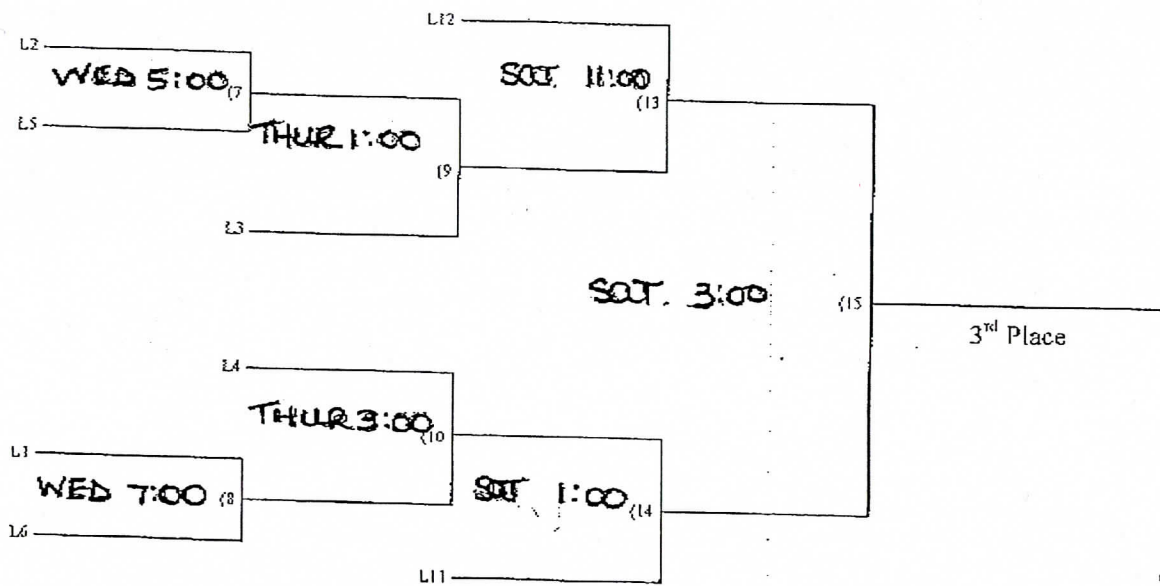 L12
L2
WED 5:00 (7
SAT. 11:00 (13
L5
THUR 1:00
(9
L3
SAT. 3:00 (15
3rd Place
L4
THUR 3:00 (10
L1
WED 7:00 (8
SAT 1:00 (14
L6
L11